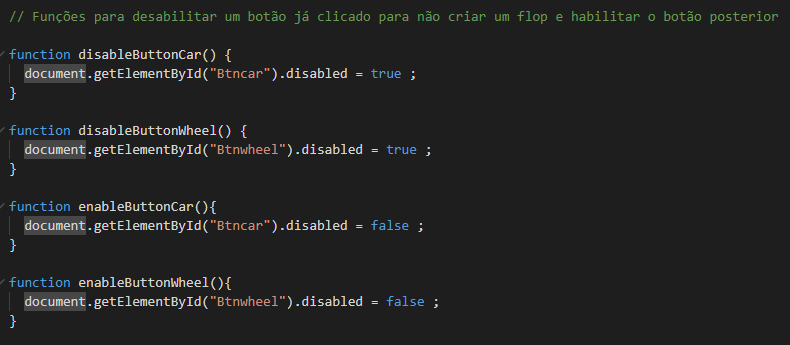 // Funções para desabilitar um botão já clicado para não criar um flop e habilitar o botão posterior
function disableButtonCar() {
document.getElementById("Btncar").disabled = true ;
}
function disableButtonWheel() {
document.getElementById("Btnwheel").disabled = true ;
}
function enableButtonCar(){
document.getElementById("Btncar").disabled = false ;
}
function enableButtonWheel(){
document.getElementById("Btnwheel").disabled = false ;
}